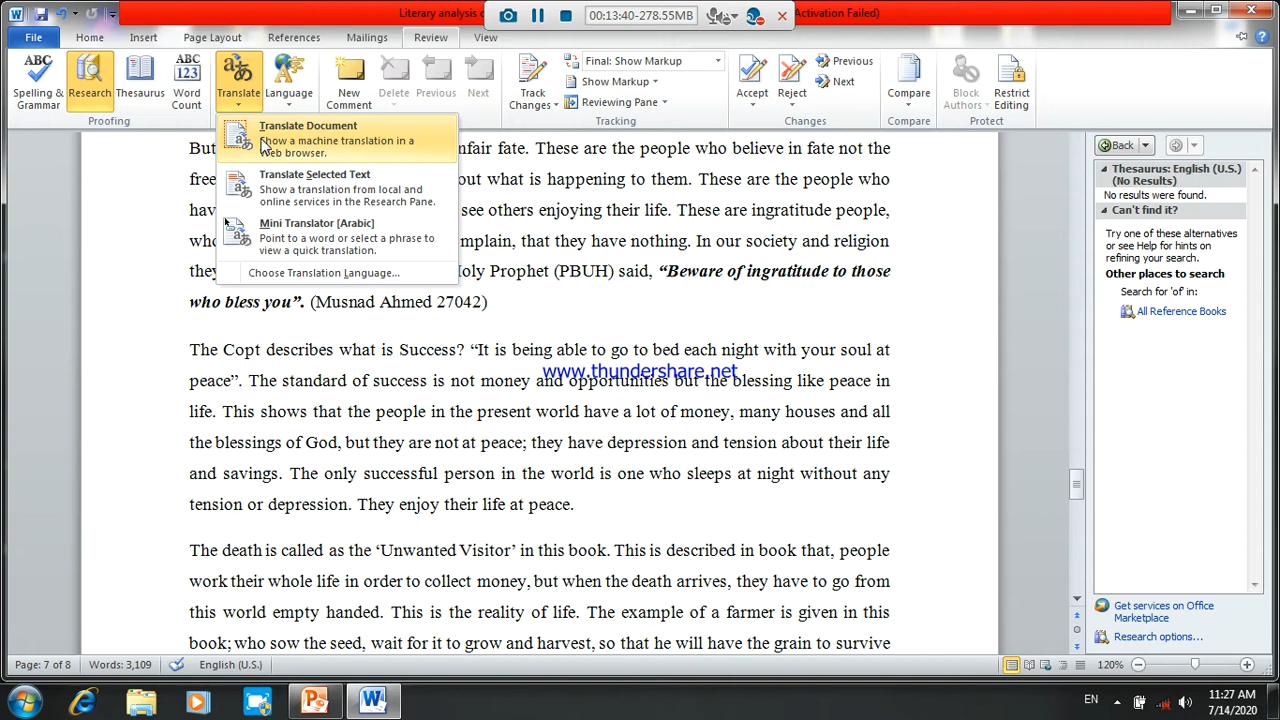 Literary analysis
00:13:40-278.55MB
Activation Failed)
File
Home
Insert
Page Layout
References
Mailings
Review
View
ABC
Spelling &
Grammar
Research
Thesaurus
ABC
123
Word
Count
Translate
Language
New
Comment
Delete
Previous
Next
Track
Changes
Final: Show Markup
Show Markup
Reviewing Pane
Accept
Reject
Previous
Next
Compare
Block
Authors
Restrict
Editing
Proofing
Tracking
Changes
Compare
Protect
Translate Document
Show a machine translation in a
Web browser.
Translate Selected Text
Show a translation from local and
online services in the Research Pane.
Mini Translator [Arabic]
Point to a word or select a phrase to
view a quick translation.
Choose Translation Language...
But nfair fate. These are the people who believe in fate not the
free out what is happening to them. These are the people who
have see others enjoying their life. These are ingratitude people,
who mplain, that they have nothing. In our society and religion
they Holy Prophet (PBUH) said, “Beware of ingratitude to those
who bless you”. (Musnad Ahmed 27042)
The Copt describes what is Success? “It is being able to go to bed each night with your soul at
www.thundershare.net
peace”. The standard of success is not money and opportunities but the blessing like peace in
life. This shows that the people in the present world have a lot of money, many houses and all
the blessings of God, but they are not at peace; they have depression and tension about their life
and savings. The only successful person in the world is one who sleeps at night without any
tension or depression. They enjoy their life at peace.
The death is called as the ‘Unwanted Visitor’ in this book. This is described in book that, people
work their whole life in order to collect money, but when the death arrives, they have to go from
this world empty handed. This is the reality of life. The example of a farmer is given in this
book; who sow the seed, wait for it to grow and harvest, so that he will have the grain to survive
Back
Thesaurus: English (U.S.)
(No Results)
No results were found.
Can't find it?
Try one of these alternatives
or see Help for hints on
refining your search.
Other places to search
Search for 'of' in:
All Reference Books
Get services on Office
Marketplace
Research options...
Page: 7 of 8
Words: 3,109
English (U.S.)
120%
EN
11:27 AM
7/14/2020